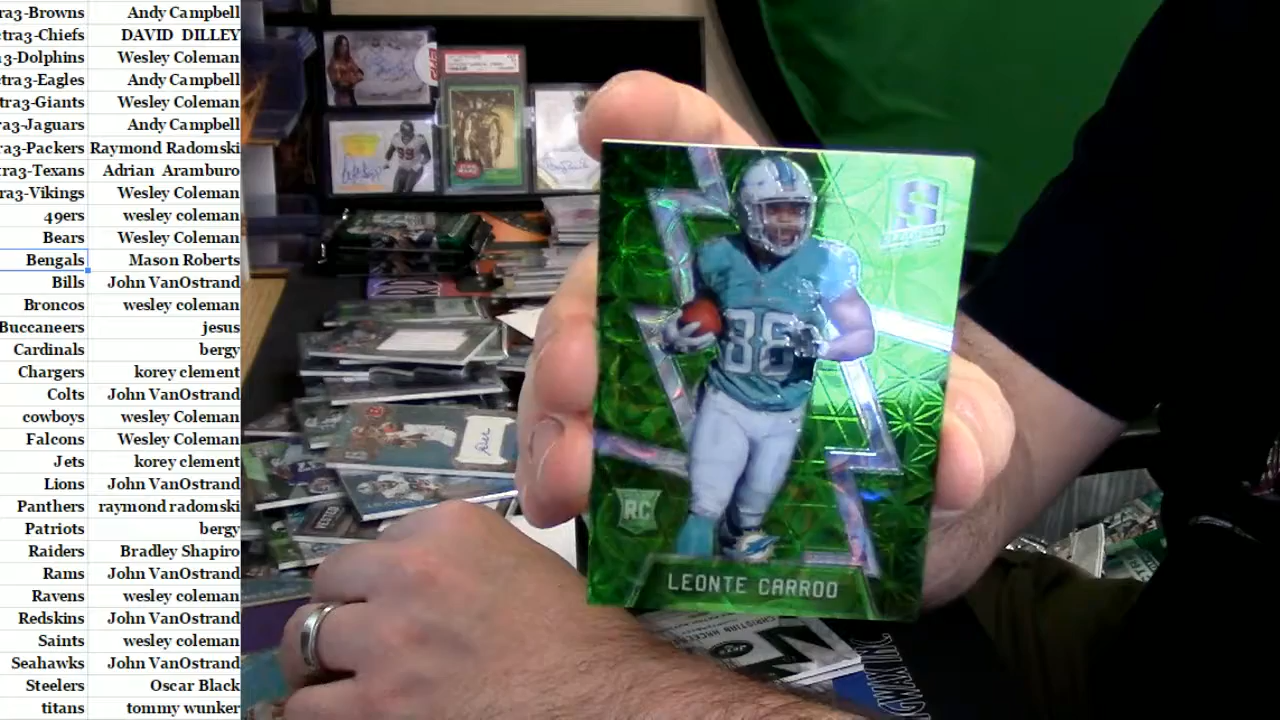 ra3-Browns Andy Campbell
tra3-Chiefs DAVID DILLEY
3-Dolphins Wesley Coleman
a3-Eagles Andy Campbell
tra3-Giants Wesley Coleman
ra3-Jaguars Andy Campbell
ra3-Packers Raymond Radomski
tra3-Texans Adrian Aramburo
ra3-Vikings Wesley Coleman
49ers wesley coleman
Bears Wesley Coleman
Bengals Mason Roberts
Bills John VanOstrand
Broncos wesley coleman
Buccaneers jesus
Cardinals bergy
Chargers korey clement
Colts John VanOstrand
cowboys wesley Coleman
Falcons Wesley Coleman
Jets korey clement
Lions John VanOstrand
Panthers raymond radomski
Patriots bergy
Raiders Bradley Shapiro
Rams John VanOstrand
Ravens wesley coleman
Redskins John VanOstrand
Saints wesley coleman
Seahawks John VanOstrand
Steelers Oscar Black
titans tommy wunker
S
88
RC
LEONTE CARROO
99